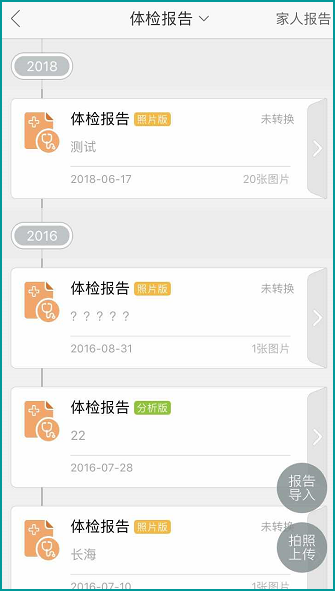 体检报告 家人报告
2018
体检报告 照片版 未转换
测试
2018-06-17 20张图片
2016
体检报告 照片版 未转换
？？？？？
2016-08-31 1张图片
体检报告 分析版
22
2016-07-28
报告
导入
体检报告 照片版 未转换
长海
拍照
上传
2016-07-10 1张图片